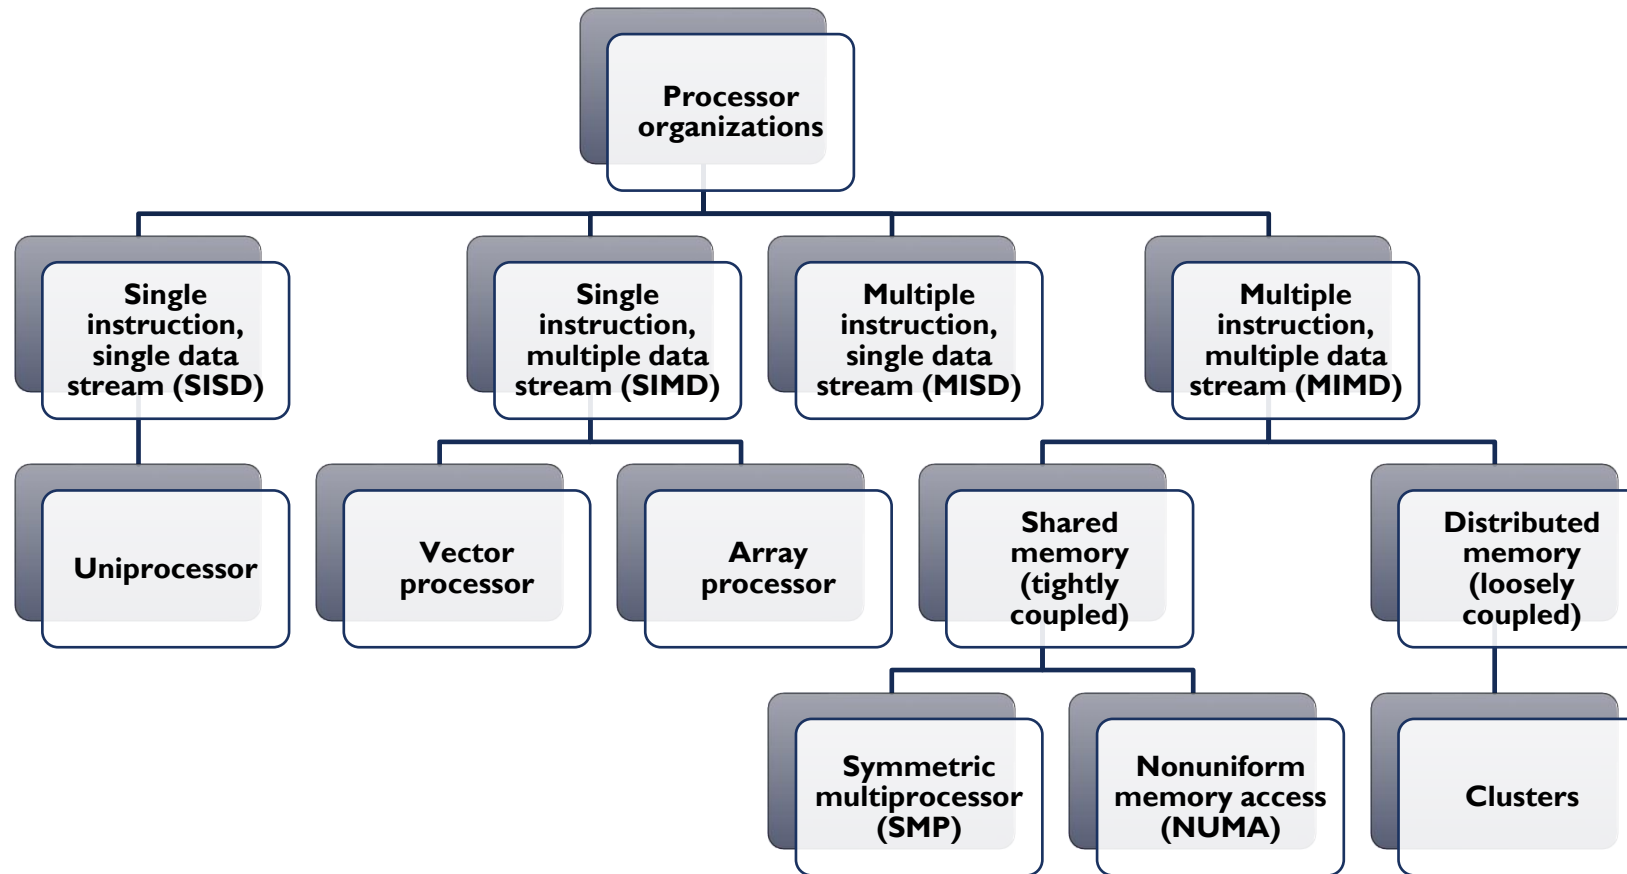 Processor
organizations
Single
instruction,
single data
stream (SISD)
Single
instruction,
multiple data
stream (SIMD)
Multiple
instruction,
single data
stream (MISD)
Multiple
instruction,
multiple data
stream (MIMD)
Uniprocessor
Vector
processor
Array
processor
Shared
memory
(tightly
coupled)
Distributed
memory
(loosely
coupled)
Symmetric
multiprocessor
(SMP)
Nonuniform
memory access
(NUMA)
Clusters